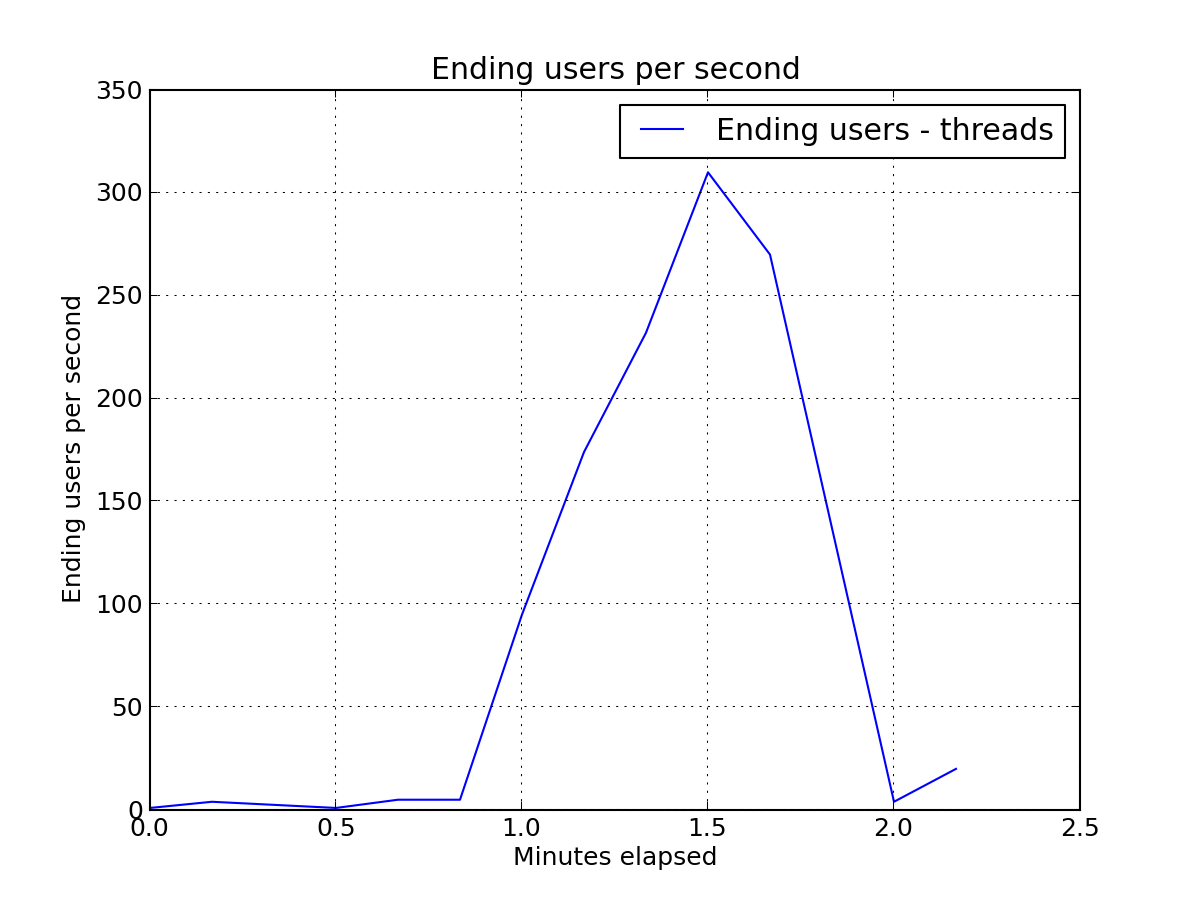 Ending users per second
Ending users - threads
350
300
250
200
150
100
50
0
Ending users per second
0.0 0.5 1.0 1.5 2.0 2.5
Minutes elapsed